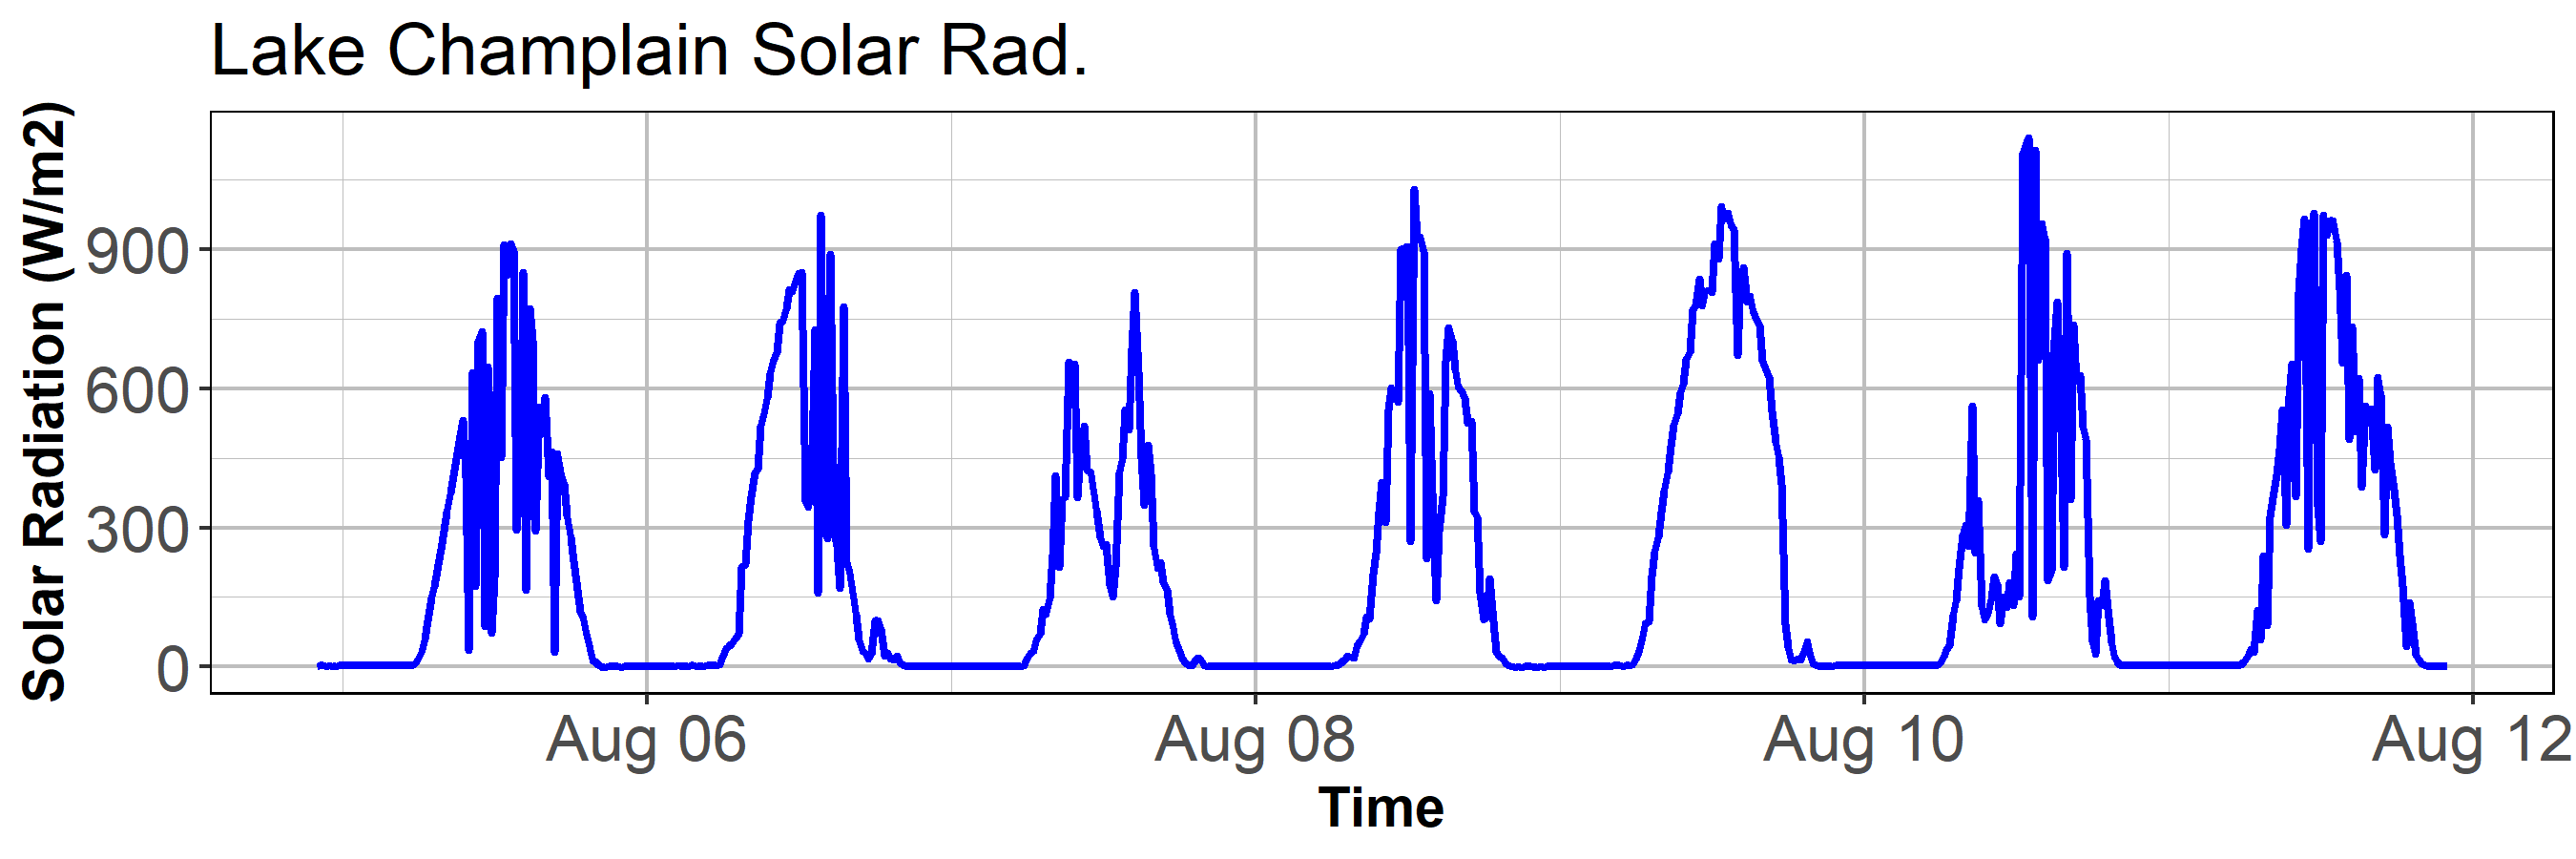 Lake Champlain Solar Rad.
Solar Radiation (W/m2)
900
600
300
0
Aug 06
Aug 08
Aug 10
Aug 12
Time